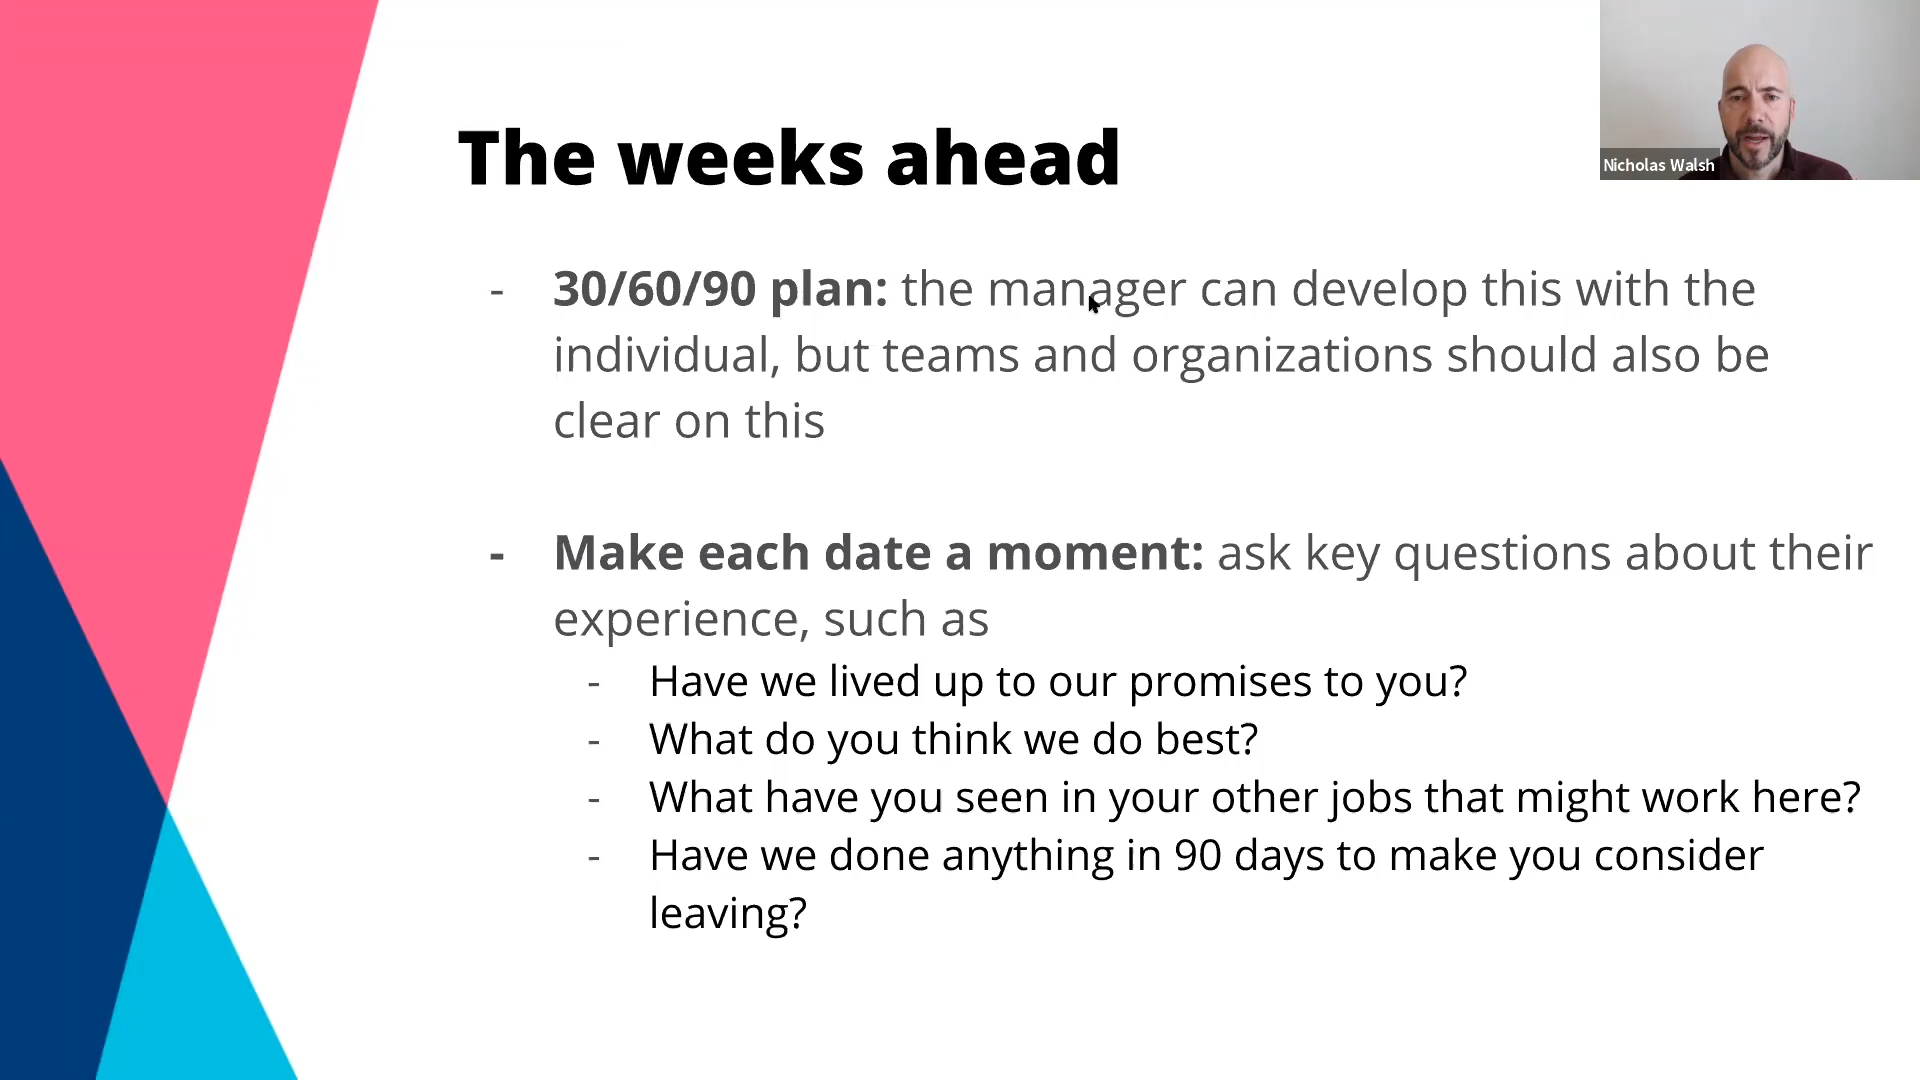 The weeks ahead
Nicholas Walsh
- 30/60/90 plan: the manager can develop this with the
individual, but teams and organizations should also be
clear on this
- Make each date a moment: ask key questions about their
experience, such as
- Have we lived up to our promises to you?
- What do you think we do best?
- What have you seen in your other jobs that might work here?
- Have we done anything in 90 days to make you consider
leaving?